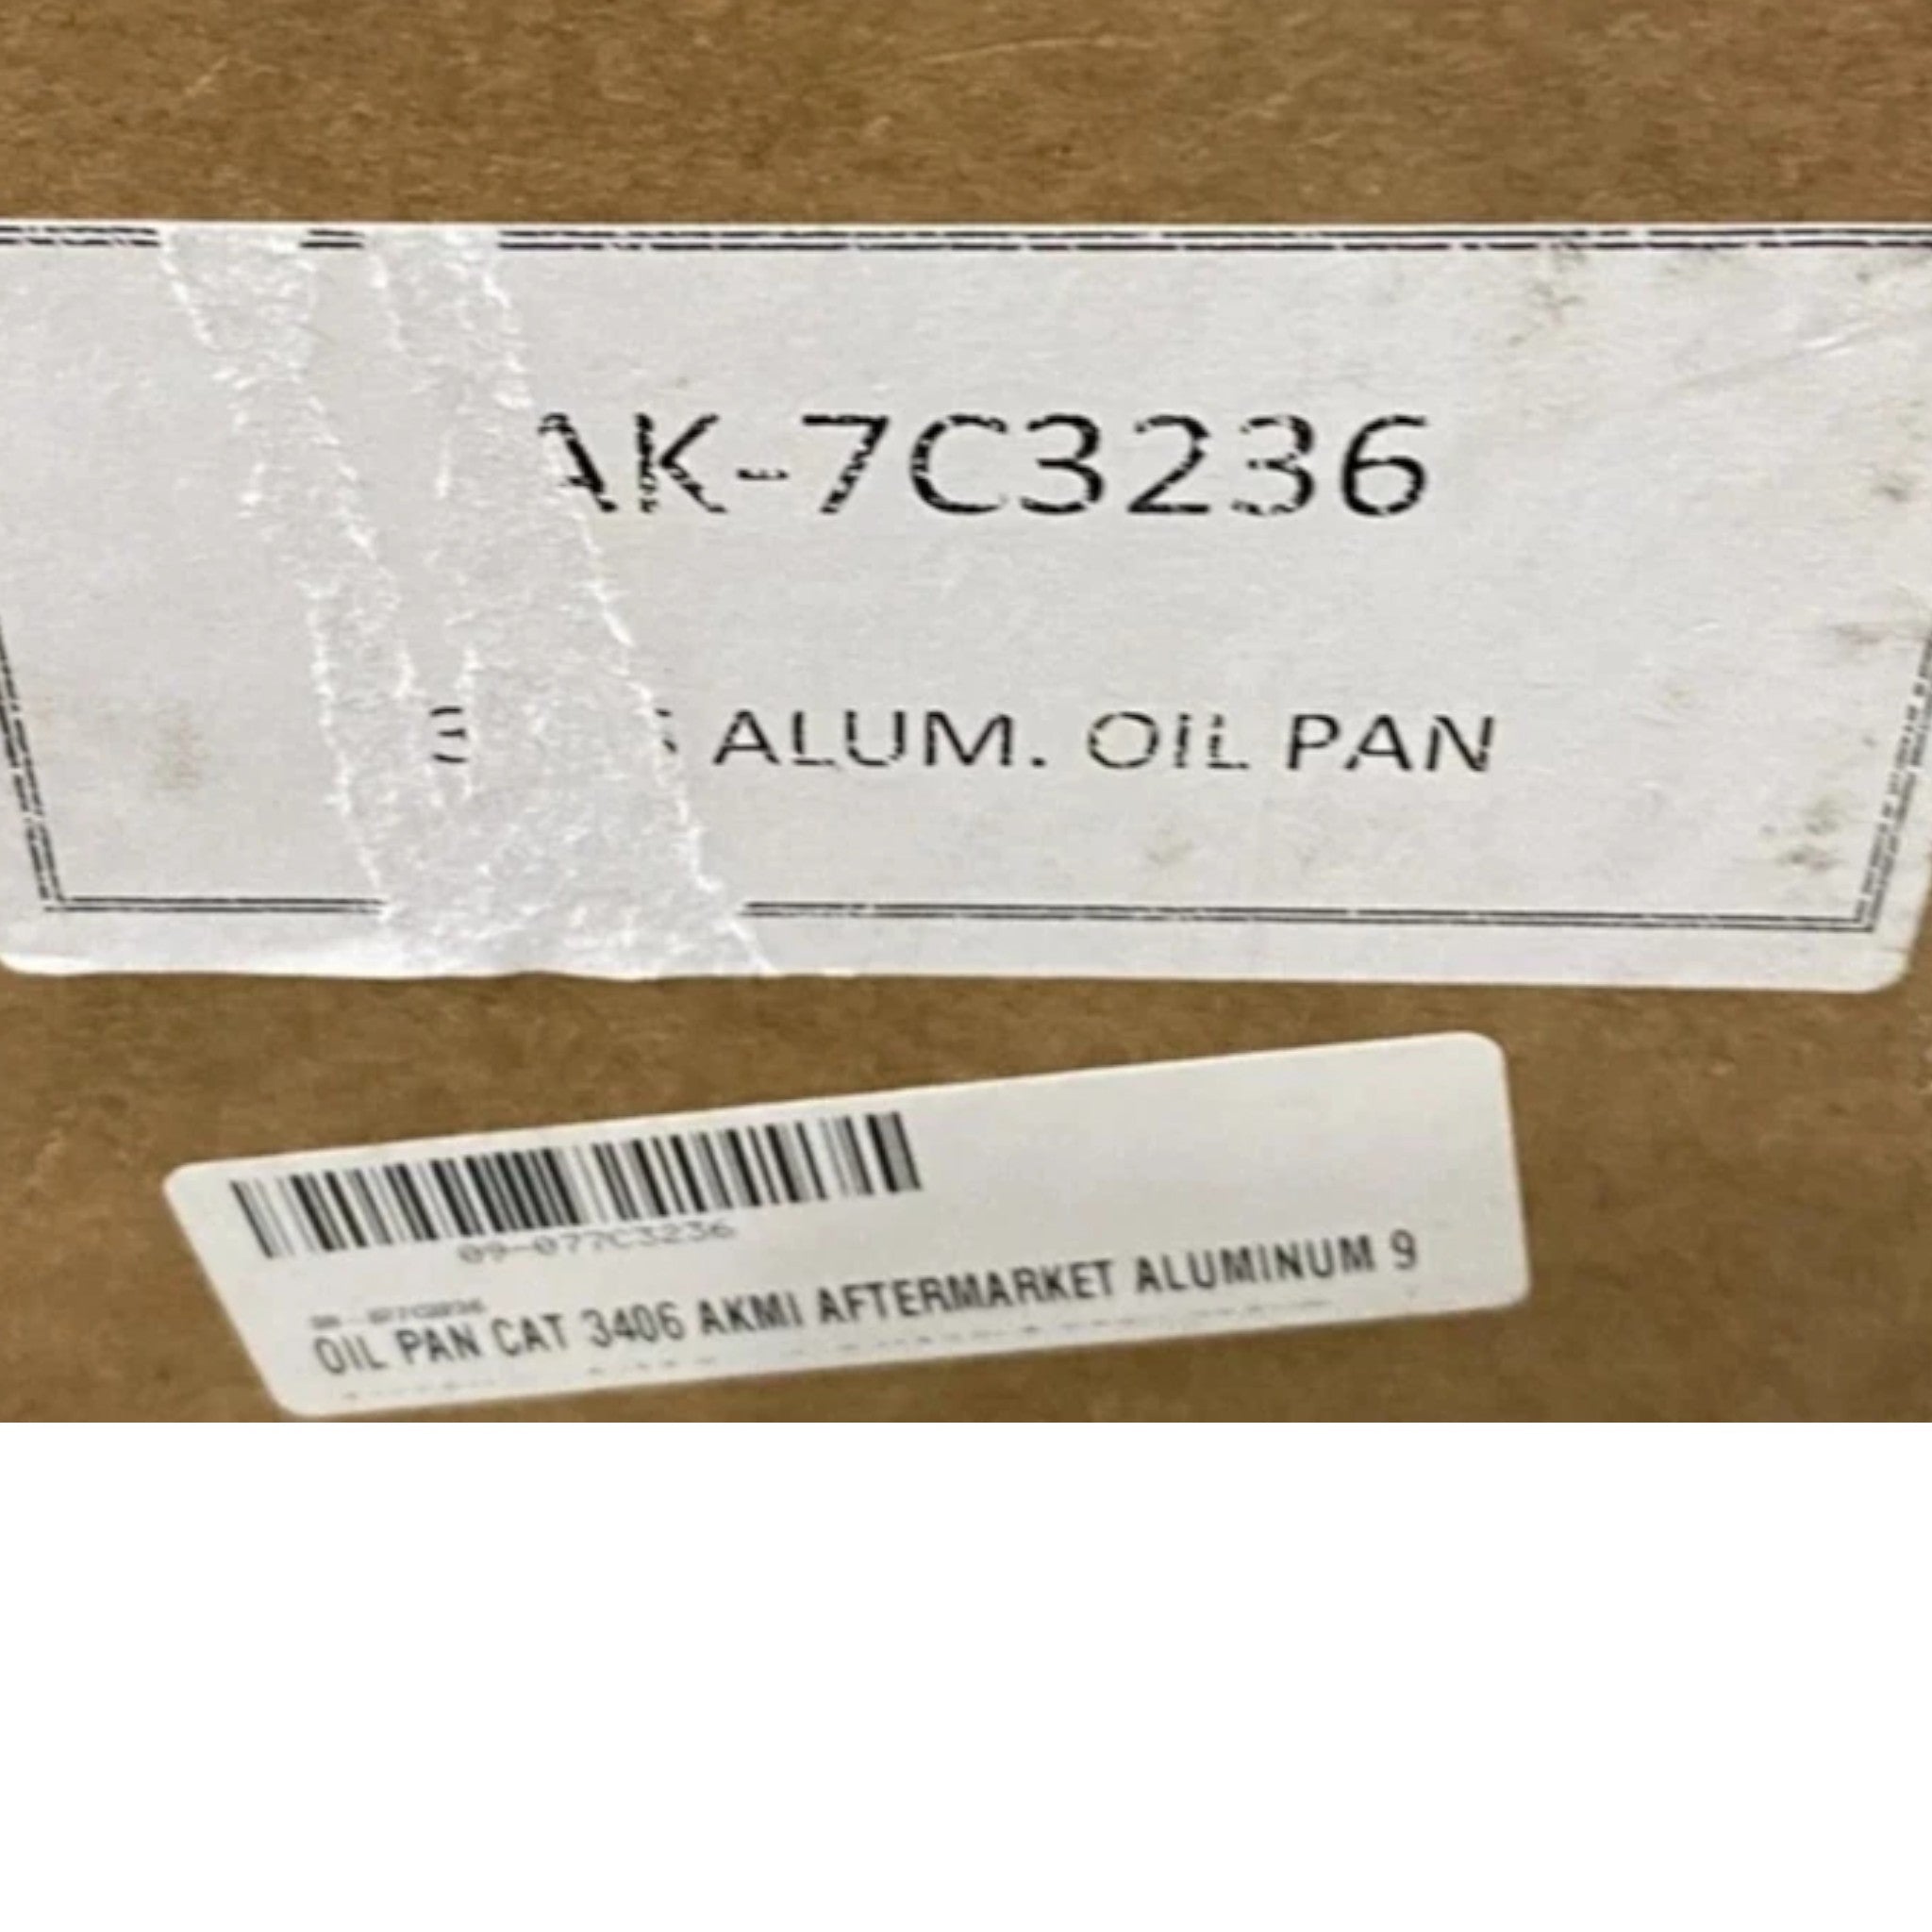 AK-7C3236
ALUM. OIL PAN
09-077C3236
OIL PAN CAT 3406 AKMI AFTERMARKET ALUMINUM 9